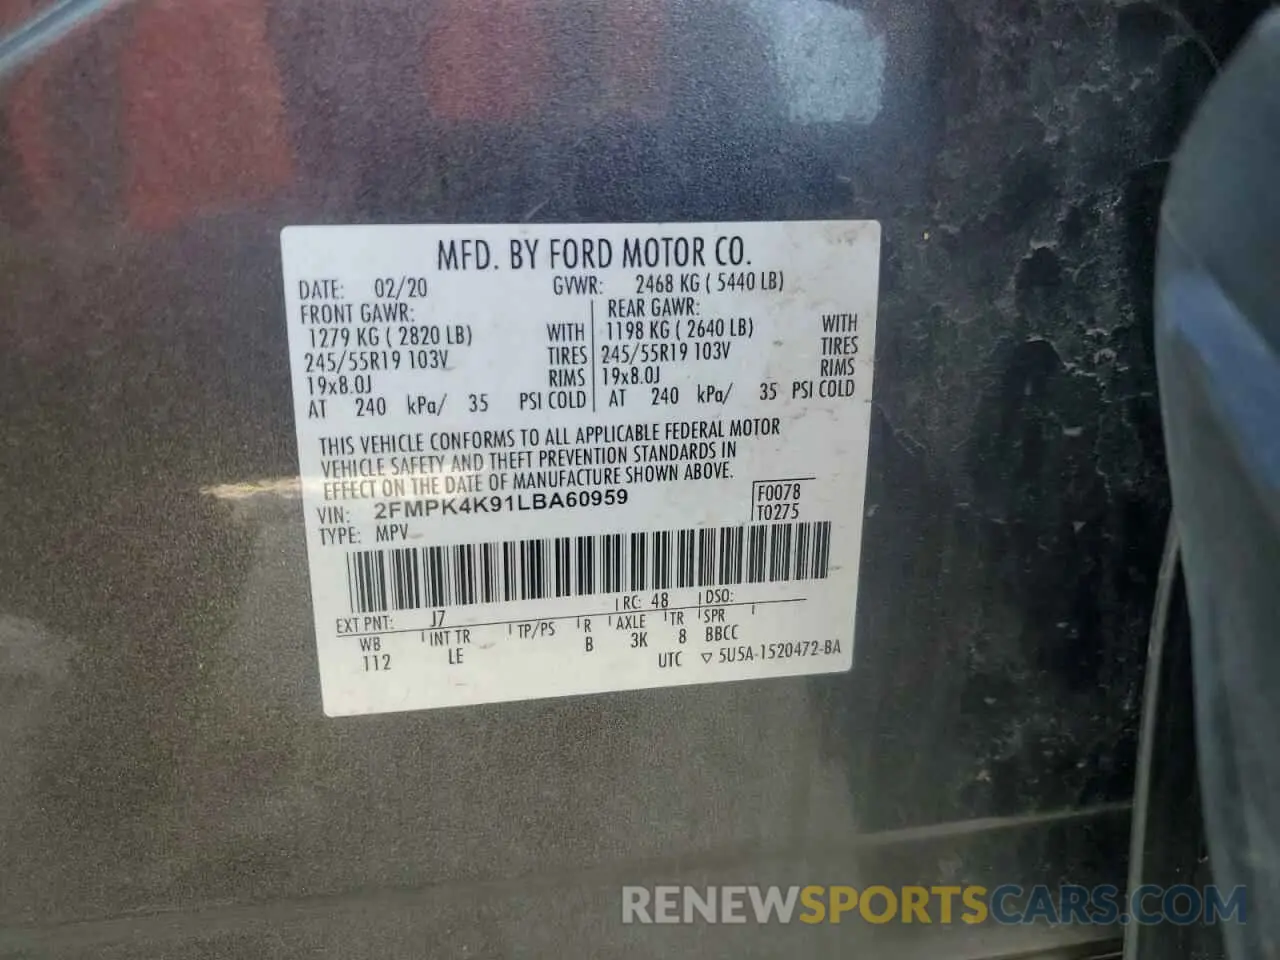 MFD. BY FORD MOTOR CO.
DATE: 02/20 GVWR: 2468 KG ( 5440 LB)
FRONT GAWR: REAR GAWR:
1279 KG ( 2820 LB) WITH 1198 KG ( 2640 LB) WITH
245/55R19 103V TIRES 245/55R19 103V TIRES
19x8.0J RIMS 19x8.0J RIMS
AT 240 kPa/ 35 PSI COLD AT 240 kPa/ 35 PSI COLD
THIS VEHICLE CONFORMS TO ALL APPLICABLE FEDERAL MOTOR
VEHICLE SAFETY AND THEFT PREVENTION STANDARDS IN
EFFECT ON THE DATE OF MANUFACTURE SHOWN ABOVE.
VIN: 2FMPK4K91LBA60959 F0078
TYPE: MPV T0275
EXT PNT: J7 RC: 48 DSO:
WB INT TR TP/PS R AXLE TR SPR
112 LE B 3K 8 BBCC
UTC ▽ 5U5A-1520472-BA
RENEWSPORTSCARS.COM